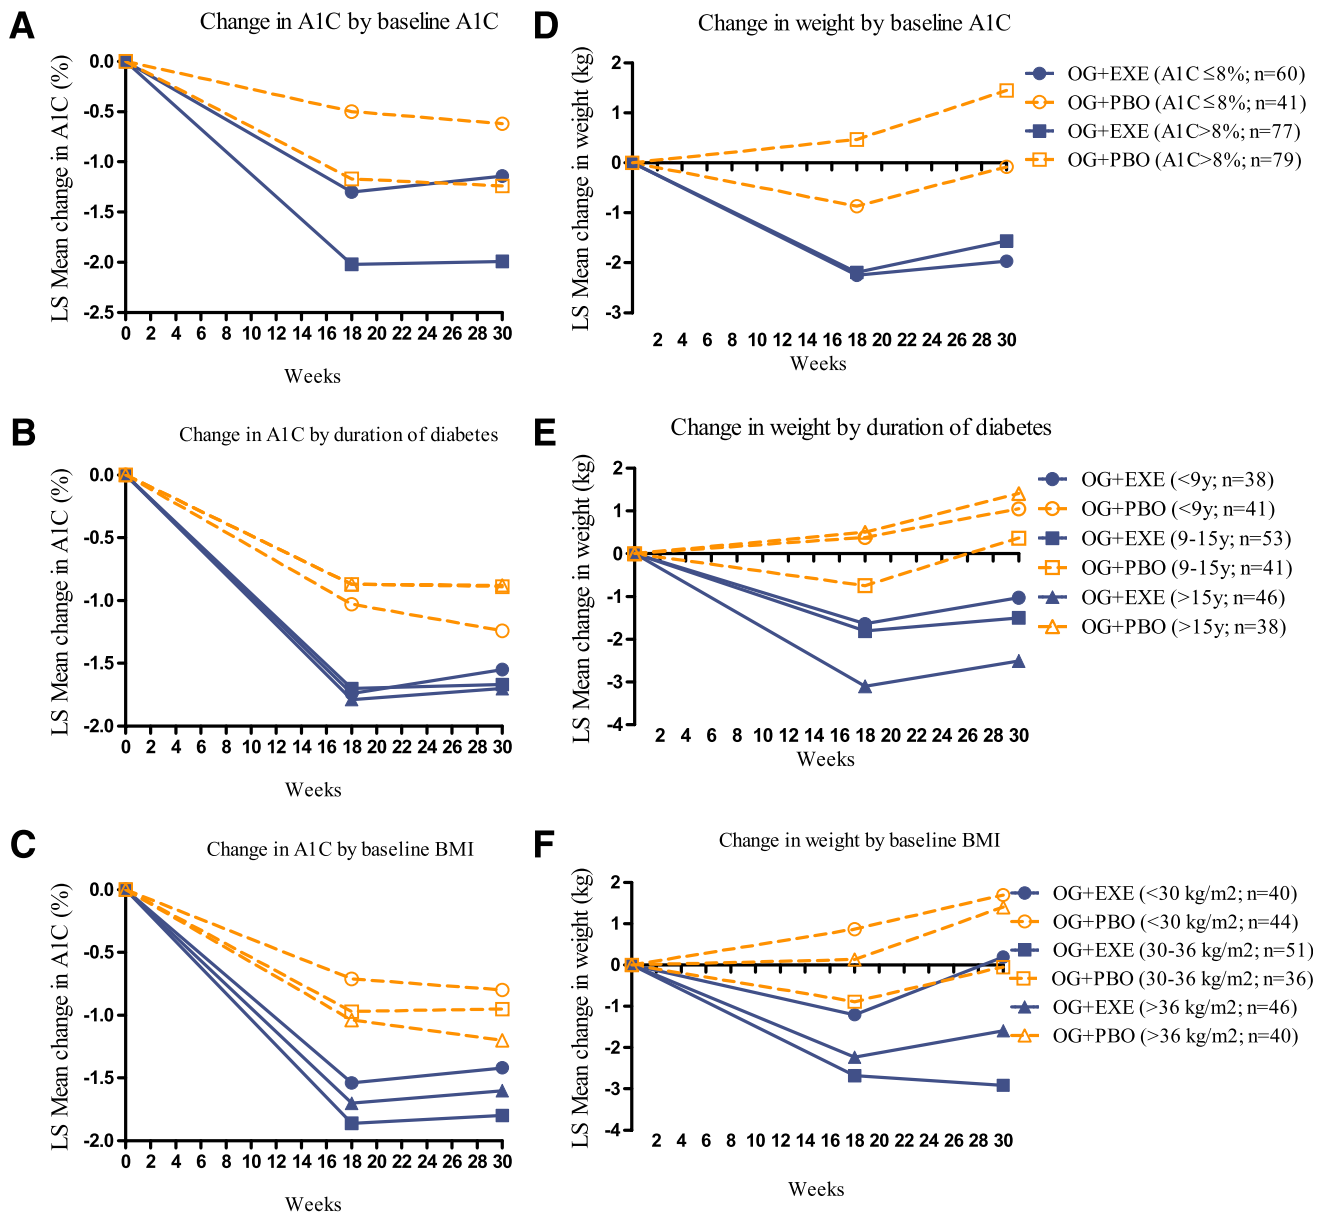 A
Change in A1C by baseline A1C
LS Mean change in A1C (%)
0.0
-0.5
-1.0
-1.5
-2.0
-2.5
0 2 4 6 8 10 12 14 16 18 20 22 24 26 28 30
Weeks
D
Change in weight by baseline A1C
LS Mean change in weight (kg)
2
1
0
-1
-2
-3
2 4 6 8 10 12 14 16 18 20 22 24 26 28 30
Weeks
OG+EXE (A1C ≤8%; n=60)
OG+PBO (A1C ≤8%; n=41)
OG+EXE (A1C>8%; n=77)
OG+PBO (A1C>8%; n=79)
B
Change in A1C by duration of diabetes
LS Mean change in A1C (%)
0.0
-0.5
-1.0
-1.5
-2.0
0 2 4 6 8 10 12 14 16 18 20 22 24 26 28 30
Weeks
E
Change in weight by duration of diabetes
LS Mean change in weight (kg)
2
1
0
-1
-2
-3
-4
2 4 6 8 10 12 14 16 18 20 22 24 26 28 30
Weeks
OG+EXE (<9y; n=38)
OG+PBO (<9y; n=41)
OG+EXE (9-15y; n=53)
OG+PBO (9-15y; n=41)
OG+EXE (>15y; n=46)
OG+PBO (>15y; n=38)
C
Change in A1C by baseline BMI
LS Mean change in A1C (%)
0.0
-0.5
-1.0
-1.5
-2.0
0 2 4 6 8 10 12 14 16 18 20 22 24 26 28 30
Weeks
F
Change in weight by baseline BMI
LS Mean change in weight (kg)
2
1
0
-1
-2
-3
-4
2 4 6 8 10 12 14 16 18 20 22 24 26 28 30
Weeks
OG+EXE (<30 kg/m2; n=40)
OG+PBO (<30 kg/m2; n=44)
OG+EXE (30-36 kg/m2; n=51)
OG+PBO (30-36 kg/m2; n=36)
OG+EXE (>36 kg/m2; n=46)
OG+PBO (>36 kg/m2; n=40)